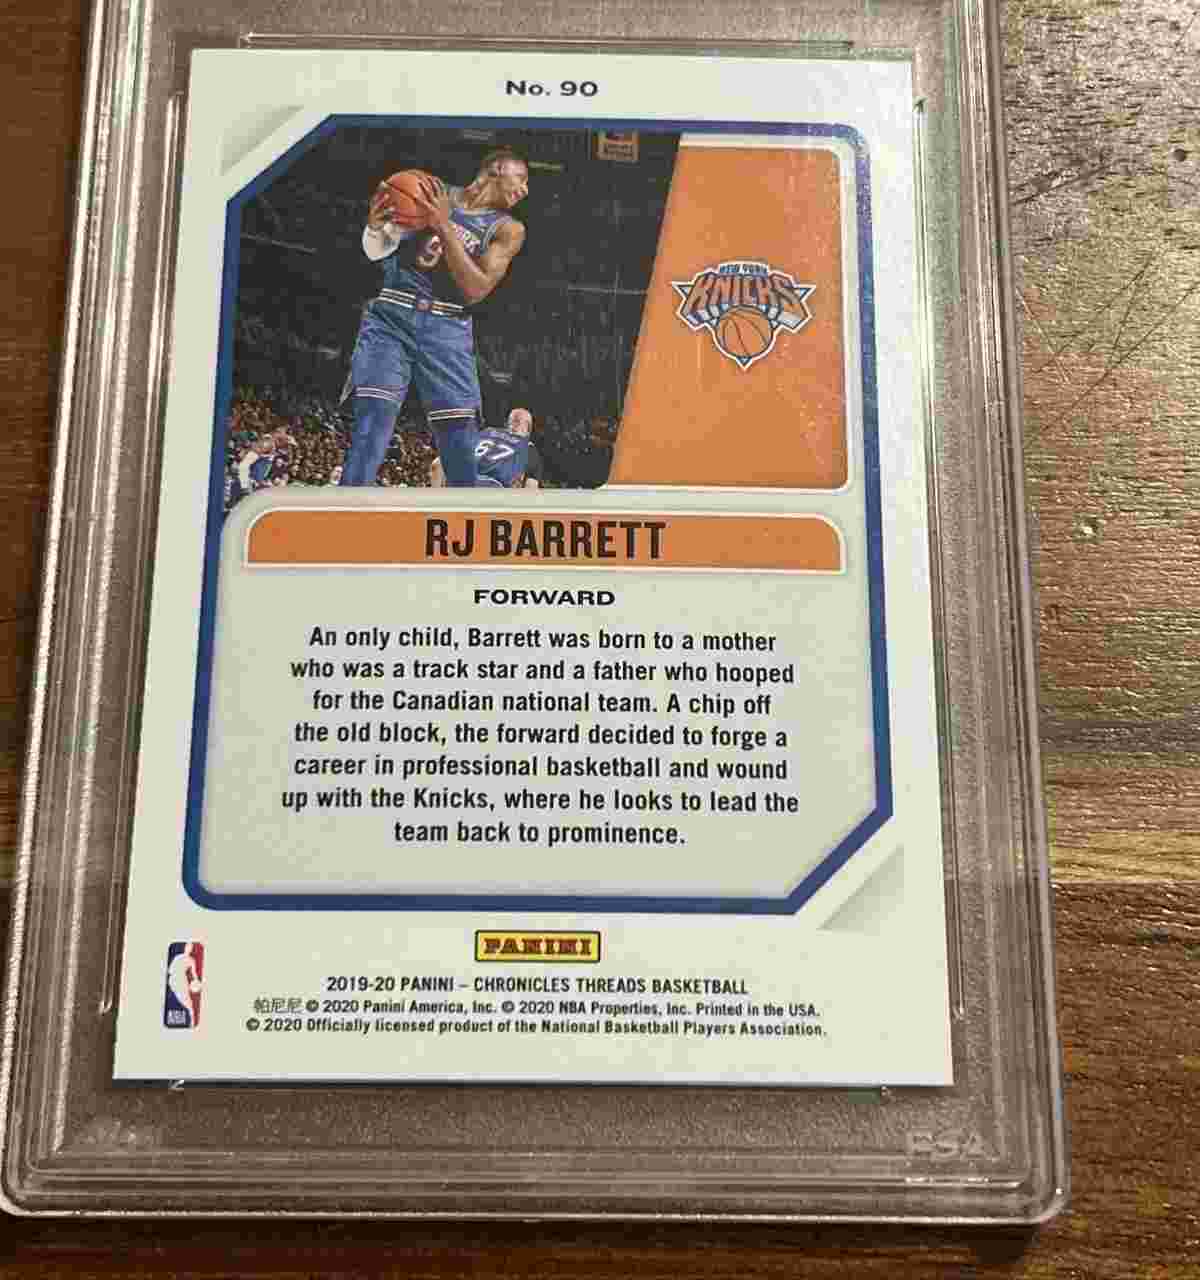 No. 90
YORK
9
67
NEW YORK
KNICKS
RJ BARRETT
FORWARD
An only child, Barrett was born to a mother
who was a track star and a father who hooped
for the Canadian national team. A chip off
the old block, the forward decided to forge a
career in professional basketball and wound
up with the Knicks, where he looks to lead the
team back to prominence.
PANINI
NBA
2019-20 PANINI – CHRONICLES THREADS BASKETBALL
帕尼尼 © 2020 Panini America, Inc. © 2020 NBA Properties, Inc. Printed in the USA.
© 2020 Officially licensed product of the National Basketball Players Association.
PSA